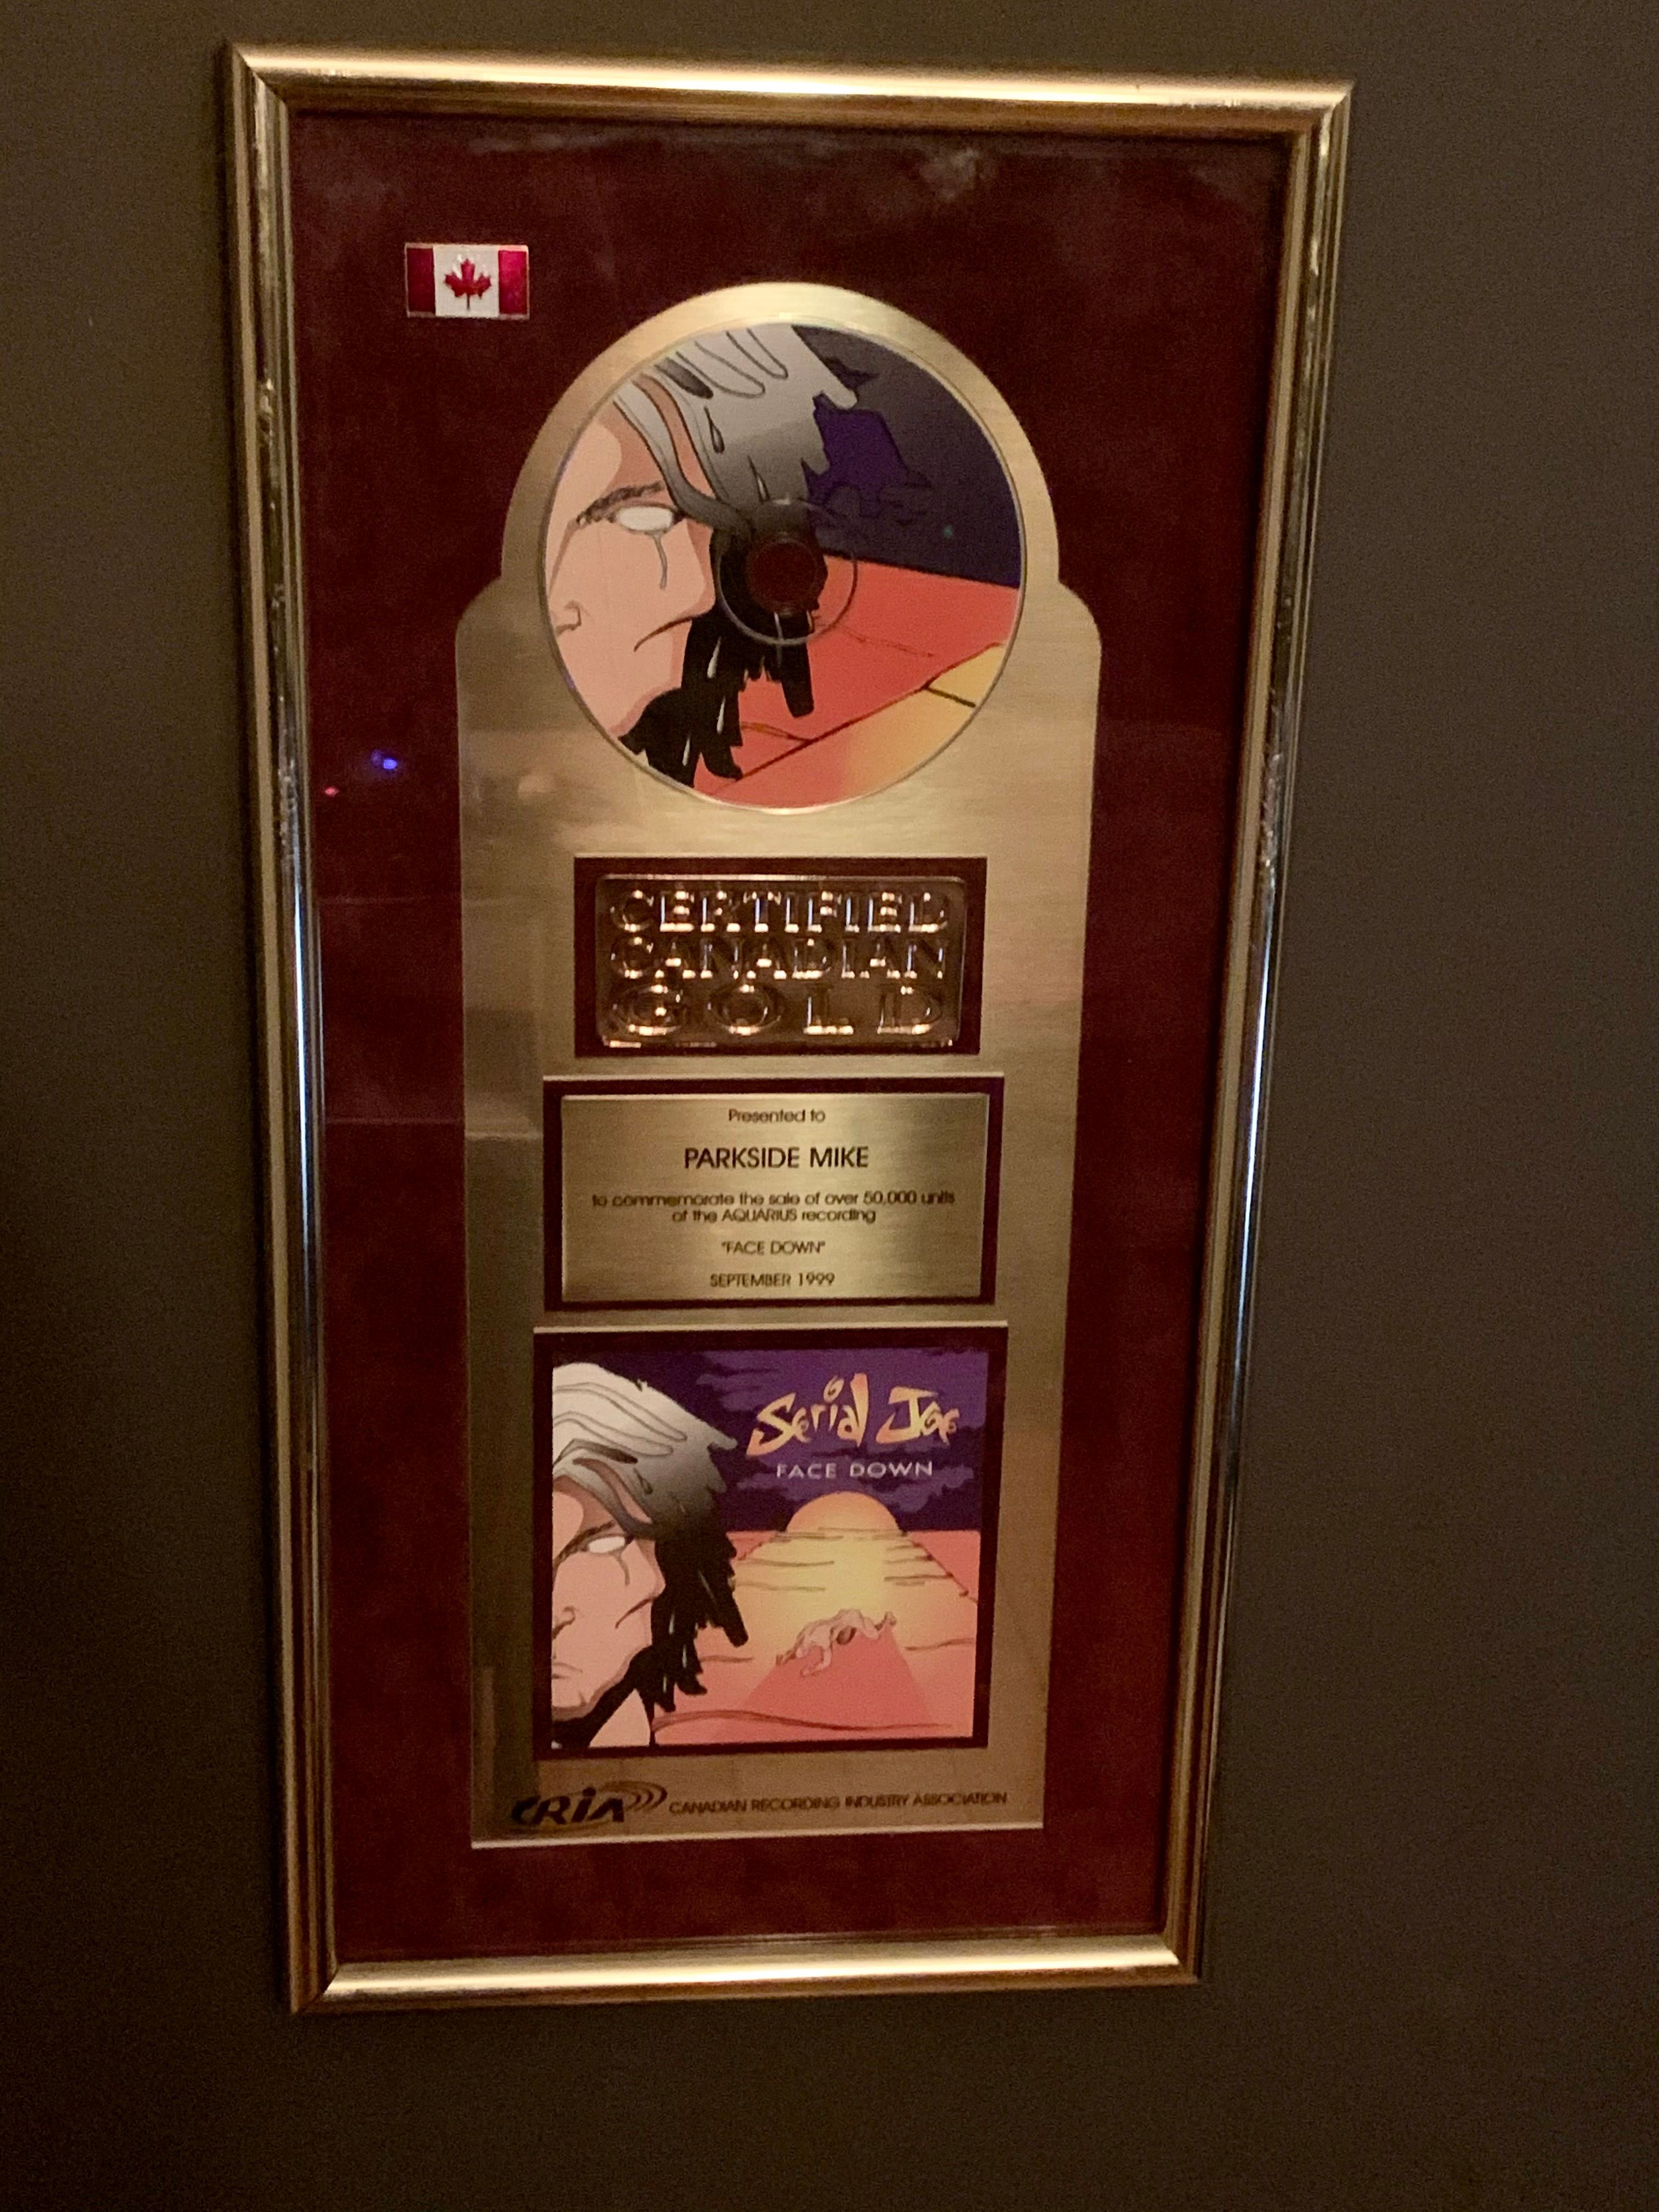 CERTIFIED
CANADIAN
GOLD
Presented to
PARKSIDE MIKE
to commemorate the sale of over 50,000 units
of the AQUARIUS recording
"FACE DOWN"
SEPTEMBER 1999
Serial Joe
FACE DOWN
CRIA CANADIAN RECORDING INDUSTRY ASSOCIATION